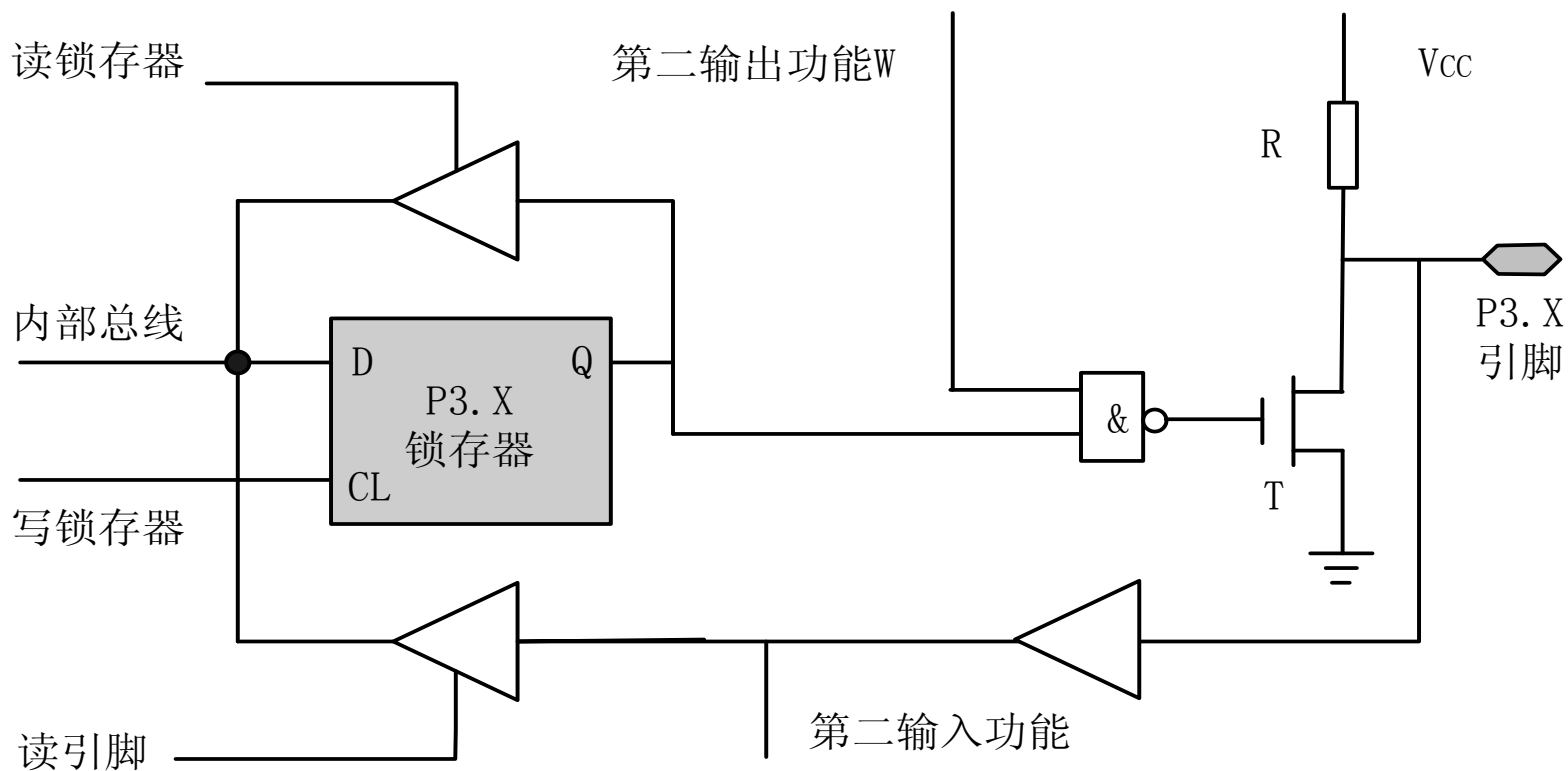 读锁存器
第二输出功能W
VCC
R
内部总线
P3.X
引脚
D
Q
P3.X
锁存器
&
CL
T
写锁存器
第二输入功能
读引脚